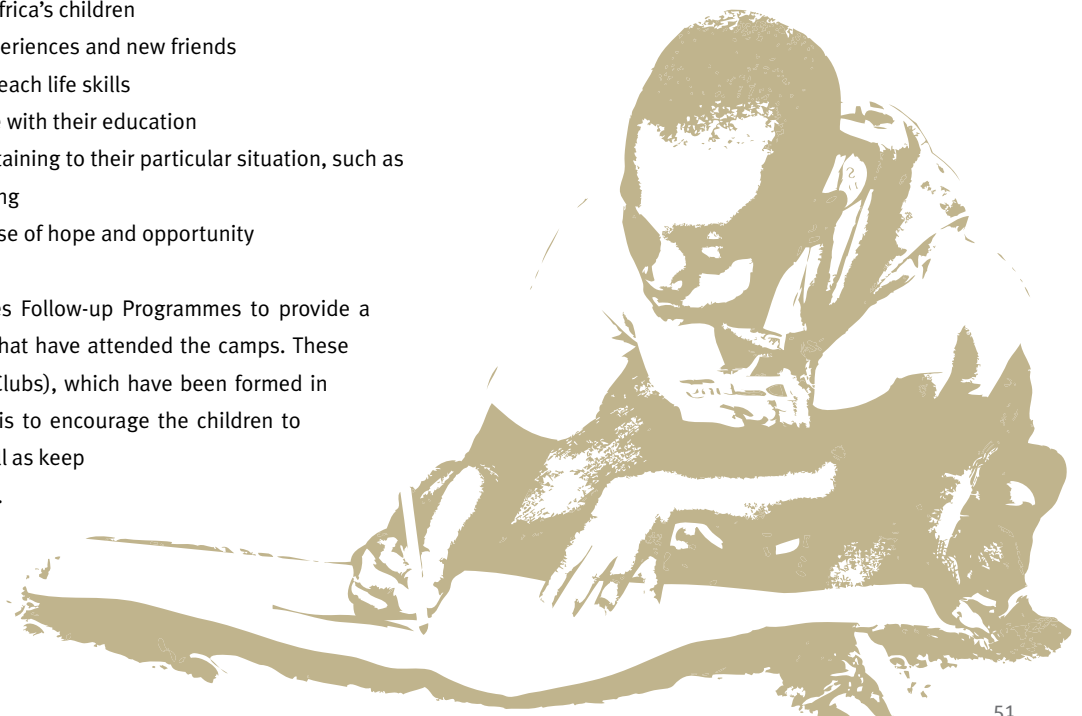 frica’s children
eriences and new friends
each life skills
with their education
taining to their particular situation, such as
ng
se of hope and opportunity
es Follow-up Programmes to provide a
hat have attended the camps. These
Clubs), which have been formed in
is to encourage the children to
l as keep
.
51